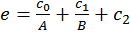 e = c₀/A + c₁/B + c₂